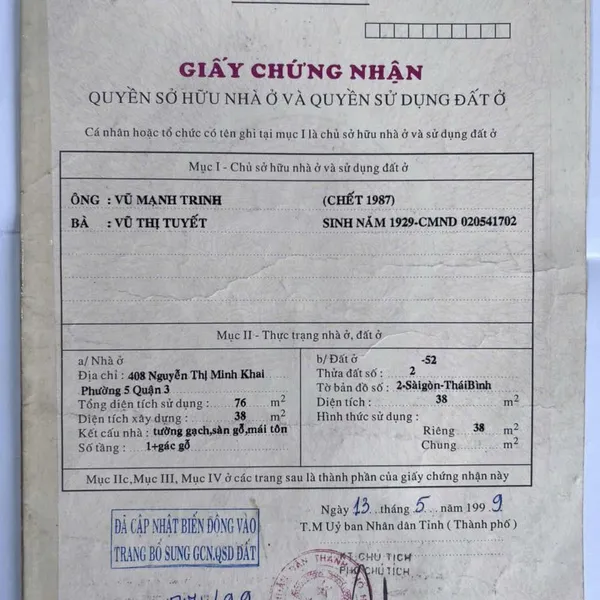 GIẤY CHỨNG NHẬN
QUYỀN SỞ HỮU NHÀ Ở VÀ QUYỀN SỬ DỤNG ĐẤT Ở
Cá nhân hoặc tổ chức có tên ghi tại mục I là chủ sở hữu nhà ở và sử dụng đất ở
Mục I - Chủ sở hữu nhà ở và sử dụng đất ở
ÔNG : VŨ MẠNH TRINH (CHẾT 1987)
BÀ : VŨ THỊ TUYẾT SINH NĂM 1929-CMND 020541702
Mục II - Thực trạng nhà ở, đất ở
a/ Nhà ở
Địa chỉ : 408 Nguyễn Thị Minh Khai
Phường 5 Quận 3
Tổng diện tích sử dụng : 76 m2
Diện tích xây dựng : 38 m2
Kết cấu nhà : tường gạch,sàn gỗ,mái tôn
Số tầng : 1+gác gỗ
b/ Đất ở -52
Thửa đất số : 2
Tờ bản đồ số : 2-Sàigòn-TháiBình
Diện tích : 38 m2
Hình thức sử dụng :
Riêng 38 m2
Chung m2
Mục IIc,Mục III, Mục IV ở các trang sau là thành phần của giấy chứng nhận này
Ngày 13 tháng 5 năm 1999
T.M Uỷ ban Nhân dân Tỉnh ( Thành phố )
ĐÃ CẬP NHẬT BIẾN ĐỘNG VÀO
TRANG BỔ SUNG GCN.QSD ĐẤT
KT CHỦ TỊCH
PHÓ CHỦ TỊCH